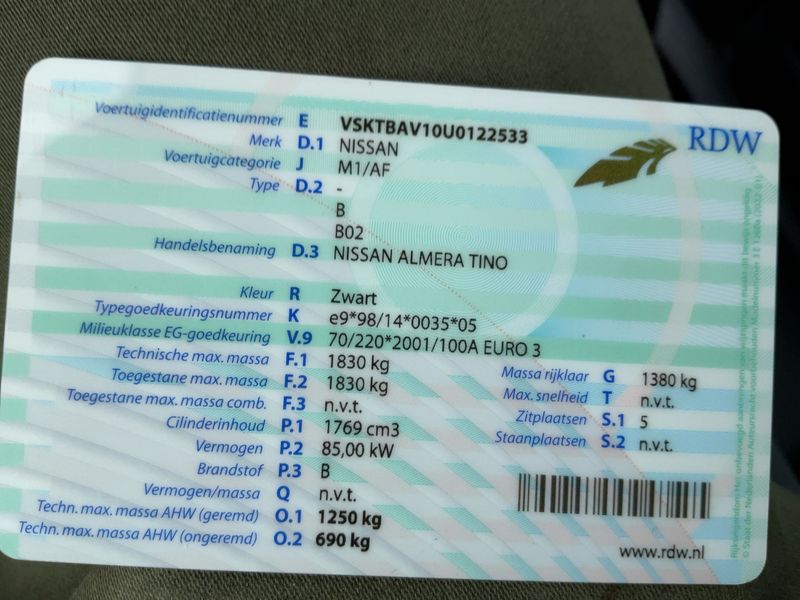 Voertuigidentificatienummer E VSKTBAV10U0122533
RDW
Merk D.1 NISSAN
Voertuigcategorie J M1/AF
Type D.2 -
B
B02
Handelsbenaming D.3 NISSAN ALMERA TINO
Kleur R Zwart
Typegoedkeuringsnummer K e9*98/14*0035*05
Milieuklasse EG-goedkeuring V.9 70/220*2001/100A EURO 3
Technische max. massa F.1 1830 kg
Massa rijklaar G 1380 kg
Toegestane max. massa F.2 1830 kg
Max. snelheid T n.v.t.
Toegestane max. massa comb. F.3 n.v.t.
Zitplaatsen S.1 5
Cilinderinhoud P.1 1769 cm3
Staanplaatsen S.2 n.v.t.
Vermogen P.2 85,00 kW
Brandstof P.3 B
Vermogen/massa Q n.v.t.
Techn. max. massa AHW (geremd) O.1 1250 kg
Techn. max. massa AHW (ongeremd) O.2 690 kg
www.rdw.nl